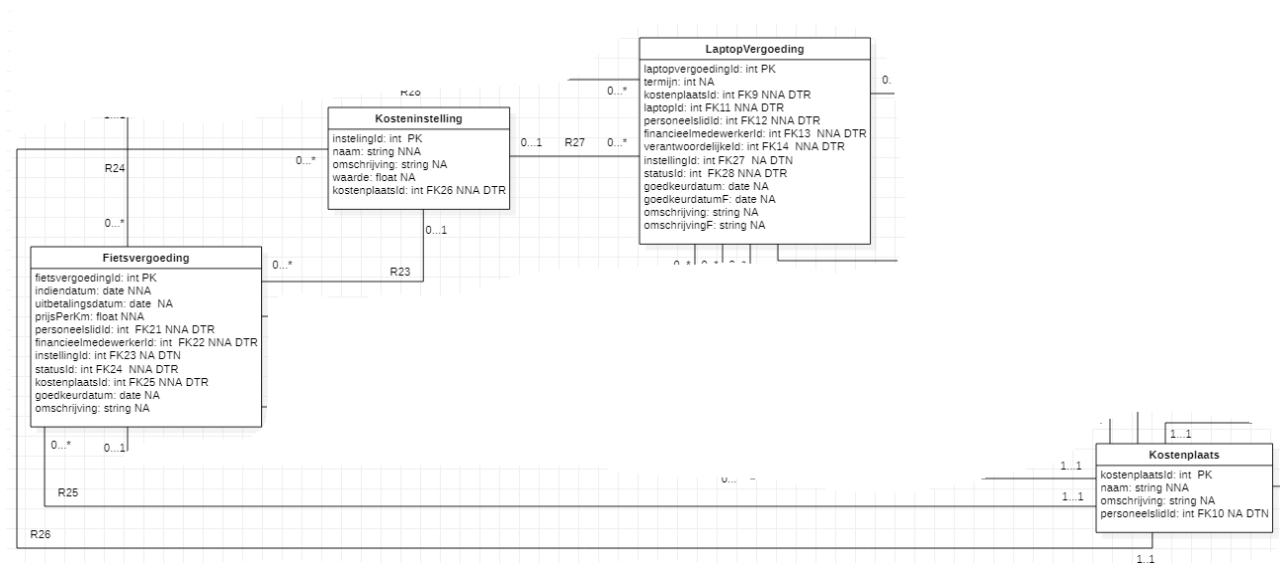 LaptopVergoeding
laptopvergoedingId: int PK
termijn: int NA
kostenplaatsId: int FK9 NNA DTR
laptopId: int FK11 NNA DTR
personeelslidId: int FK12 NNA DTR
financieelmedewerkerId: int FK13 NNA DTR
verantwoordelijkeId: int FK14 NNA DTR
instellingId: int FK27 NA DTN
statusId: int FK28 NNA DTR
goedkeurdatum: date NA
goedkeurdatumF: date NA
omschrijving: string NA
omschrijvingF: string NA
0...*
0...1
R27
0...*
Kosteninstelling
instelingId: int PK
naam: string NNA
omschrijving: string NA
waarde: float NA
kostenplaatsId: int FK26 NNA DTR
0...*
0...1
R24
0...*
0...*
R23
Fietsvergoeding
fietsvergoedingId: int PK
indiendatum: date NNA
uitbetalingsdatum: date NA
prijsPerKm: float NNA
personeelslidId: int FK21 NNA DTR
financieelmedewerkerId: int FK22 NNA DTR
instellingId: int FK23 NA DTN
statusId: int FK24 NNA DTR
kostenplaatsId: int FK25 NNA DTR
goedkeurdatum: date NA
omschrijving: string NA
0...*
0...1
R25
R26
1...1
1...1
1...1
Kostenplaats
kostenplaatsId: int PK
naam: string NNA
omschrijving: string NA
personeelslidId: int FK10 NA DTN
1...1